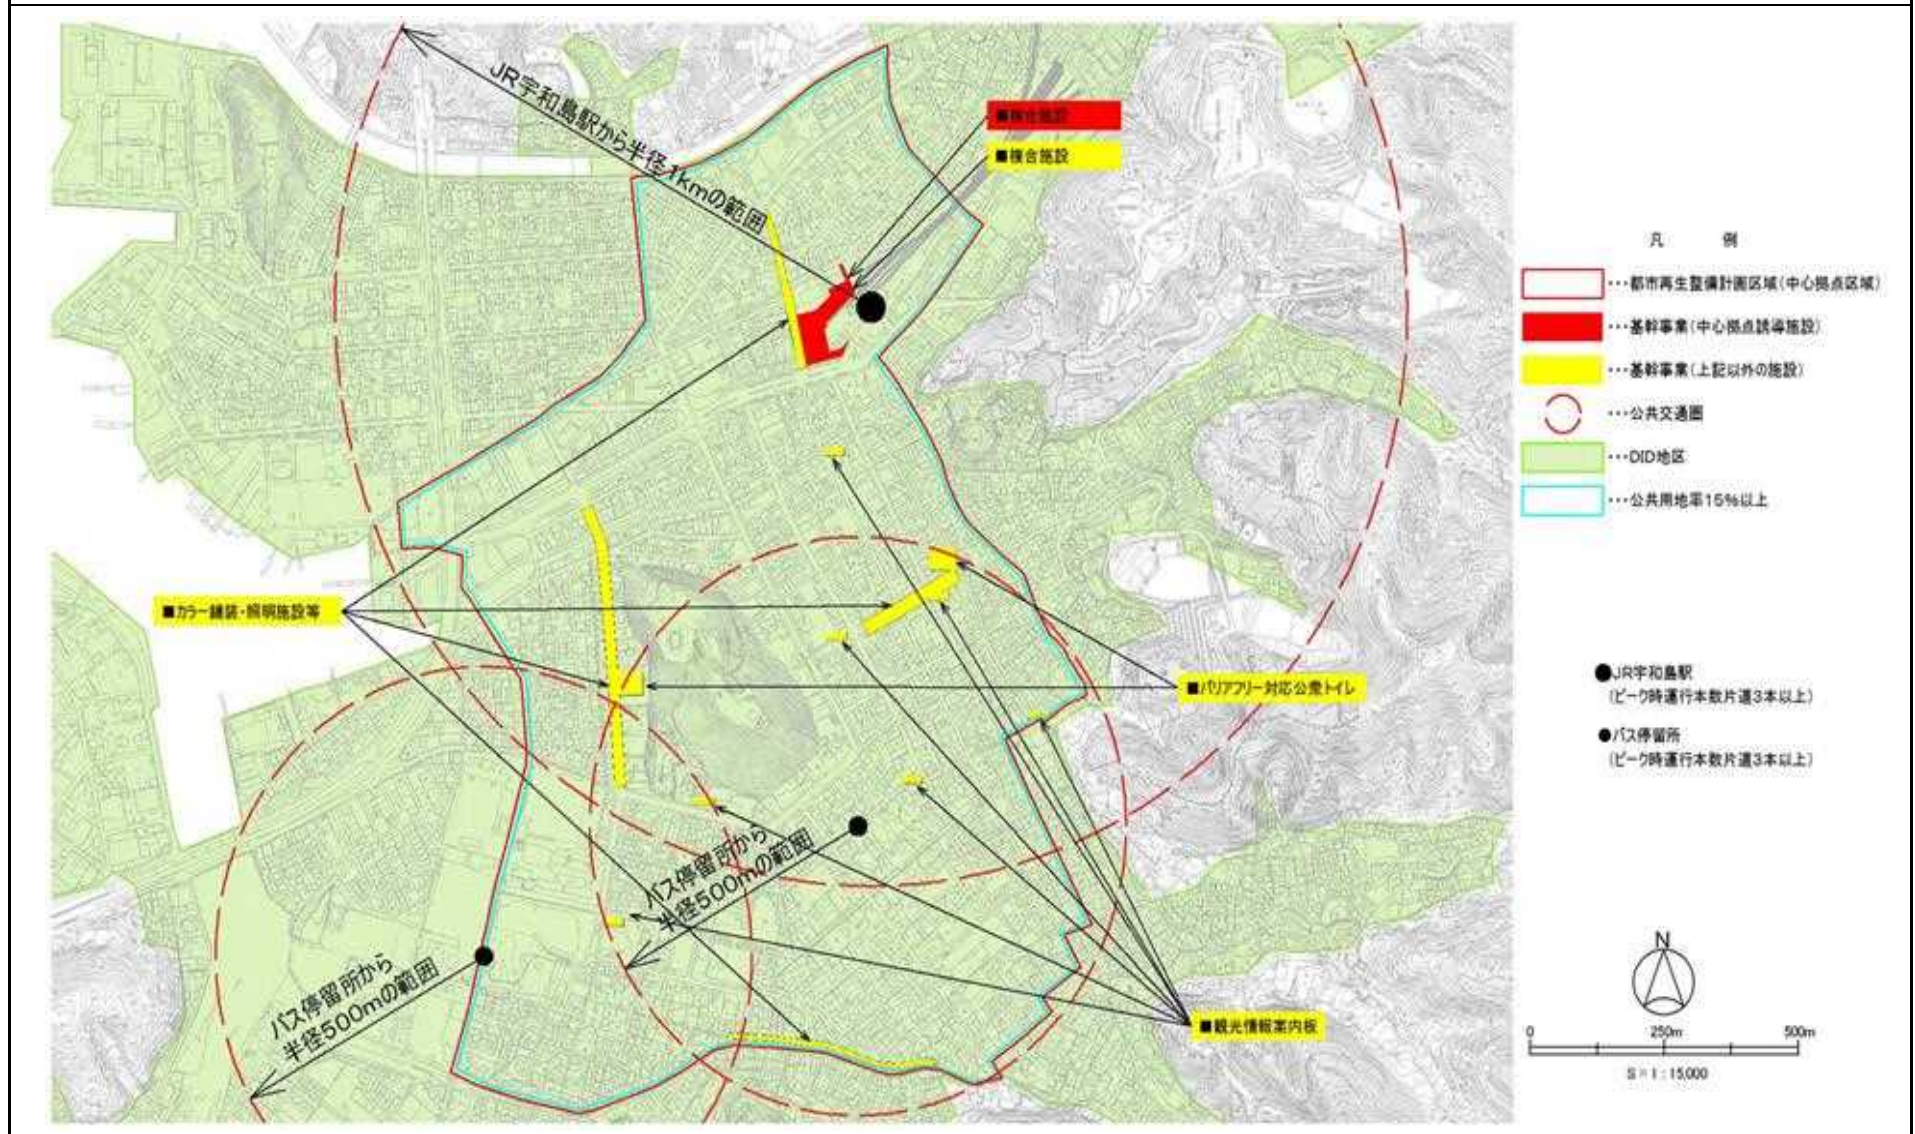 JR宇和島駅から半径1kmの範囲
■複合施設
■複合施設
凡 例
…都市再生整備計画区域(中心拠点区域)
…基幹事業(中心拠点誘導施設)
…基幹事業(上記以外の施設)
…公共交通圏
…DID地区
…公共用地率15%以上
■カラー舗装・照明施設等
■バリアフリー対応公衆トイレ
●JR宇和島駅
(ピーク時運行本数片道3本以上)
●バス停留所
(ピーク時運行本数片道3本以上)
バス停留所から
半径500mの範囲
バス停留所から
半径500mの範囲
■観光情報案内板
N
0 250m 500m
S=1:15,000